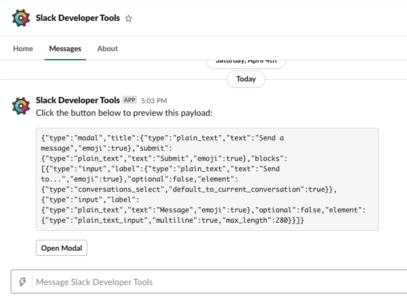 Slack Developer Tools
Home Messages About
Saturday, April 4th
Today
Slack Developer Tools APP 5:03 PM
Click the button below to preview this payload:
{"type":"modal","title":{"type":"plain_text","text":"Send a
message","emoji":true},"submit":
{"type":"plain_text","text":"Submit","emoji":true},"blocks":
[{"type":"input","label":{"type":"plain_text","text":"Send
to...","emoji":true},"optional":false,"element":
{"type":"conversations_select","default_to_current_conversation":true}},
{"type":"input","label":
{"type":"plain_text","text":"Message","emoji":true},"optional":false,"element":
{"type":"plain_text_input","multiline":true,"max_length":280}}]}
Open Modal
Message Slack Developer Tools